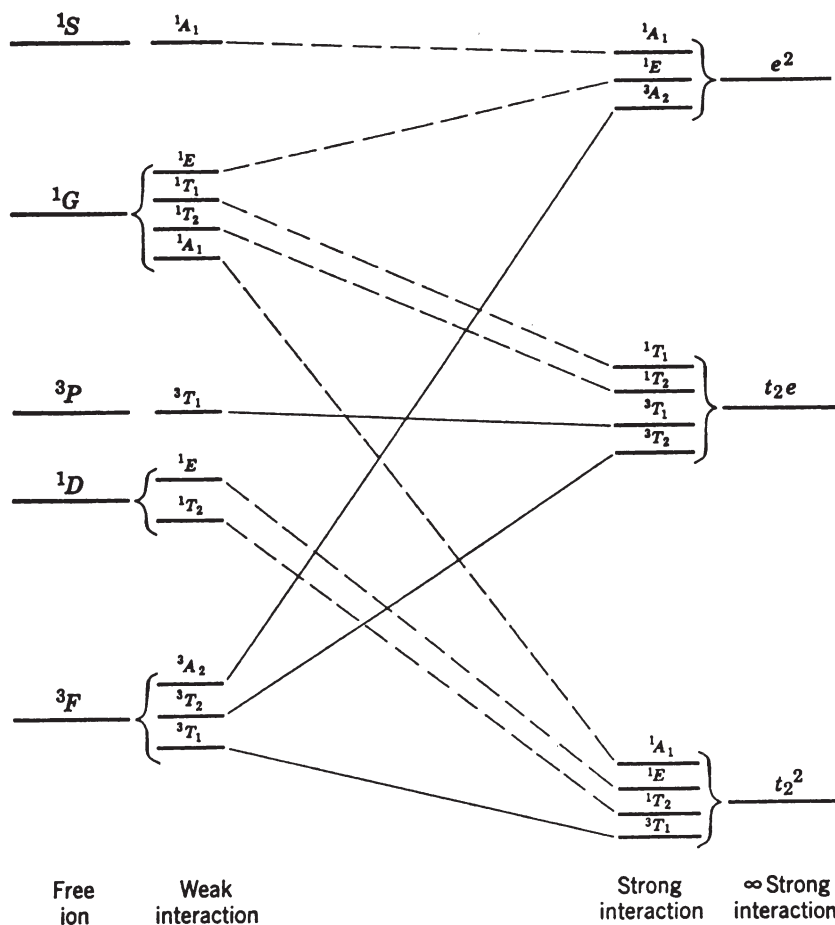 ¹S
¹A₁
¹A₁
¹E
³A₂
e²
¹G
¹E
¹T₁
¹T₂
¹A₁
³P
³T₁
¹T₁
¹T₂
³T₁
³T₂
t₂e
¹D
¹E
¹T₂
³F
³A₂
³T₂
³T₁
¹A₁
¹E
¹T₂
³T₁
t₂²
Free
ion
Weak
interaction
Strong
interaction
∞ Strong
interaction